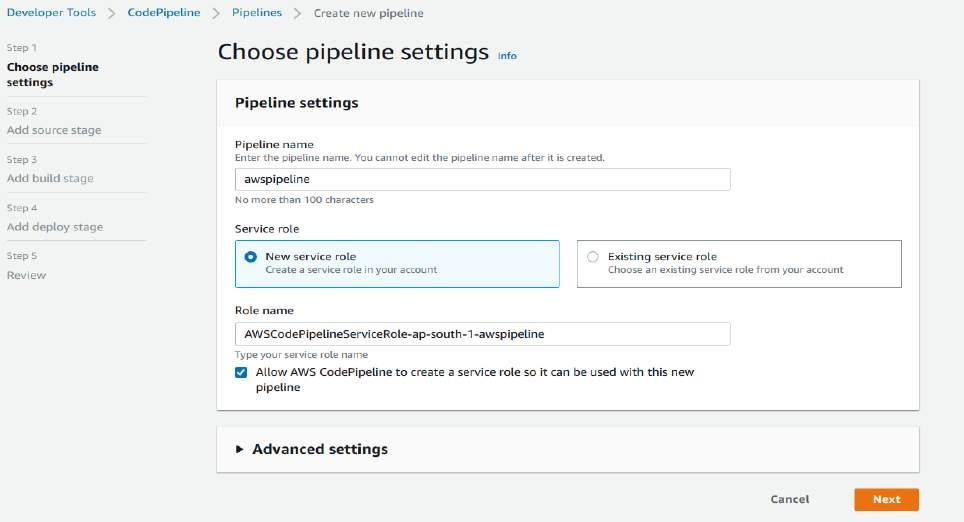 Developer Tools > CodePipeline > Pipelines > Create new pipeline
Step 1
Choose pipeline
settings
Step 2
Add source stage
Step 3
Add build stage
Step 4
Add deploy stage
Step 5
Review
Choose pipeline settings Info
Pipeline settings
Pipeline name
Enter the pipeline name. You cannot edit the pipeline name after it is created.
awspipeline
No more than 100 characters
Service role
New service role
Create a service role in your account
Existing service role
Choose an existing service role from your account
Role name
AWSCodePipelineServiceRole-ap-south-1-awspipeline
Type your service role name
Allow AWS CodePipeline to create a service role so it can be used with this new
pipeline
Advanced settings
Cancel
Next